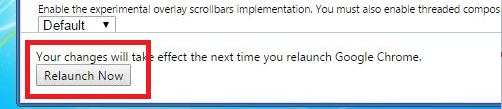 Enable the experimental overlay scrollbars implementation. You must also enable threaded compos
Default
Your changes will take effect the next time you relaunch Google Chrome.
Relaunch Now